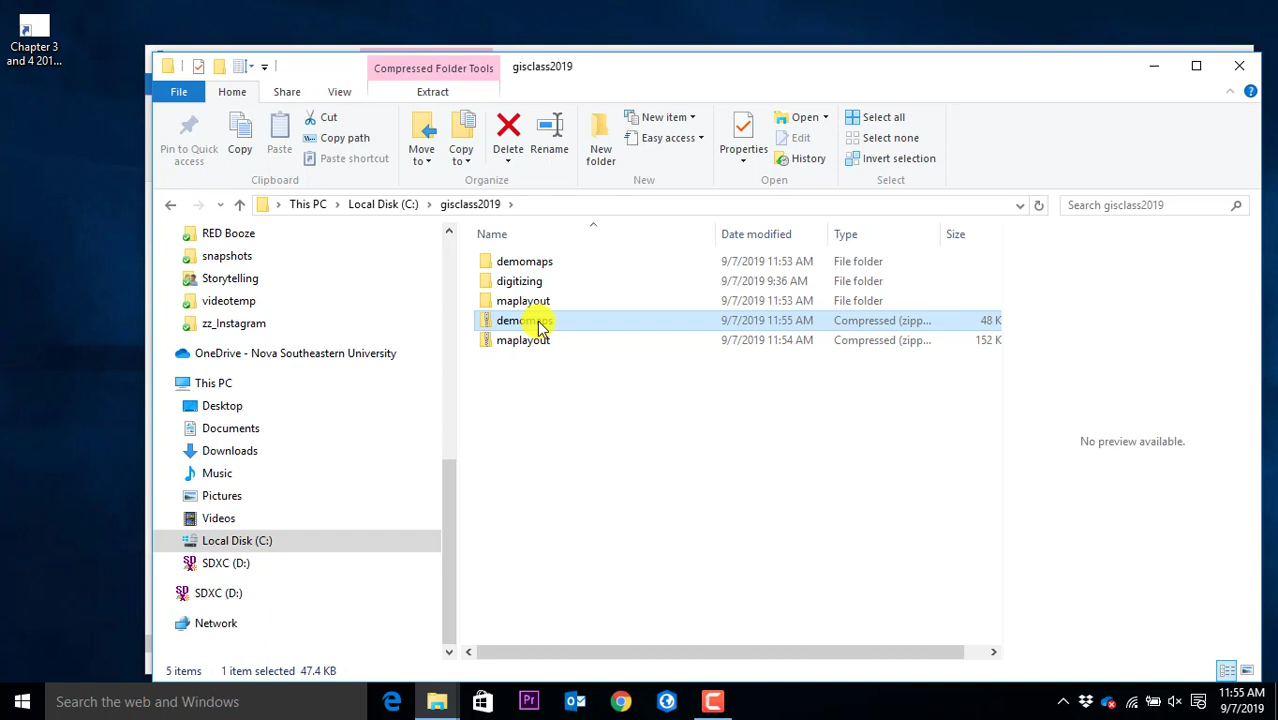 Chapter 3
and 4 201...
Compressed Folder Tools
gisclass2019
File
Home
Share
View
Extract
Pin to Quick
access
Copy
Paste
Cut
Copy path
Paste shortcut
Clipboard
Move
to
Copy
to
Delete
Rename
Organize
New
folder
New item
Easy access
New
Properties
Open
Edit
History
Open
Select all
Select none
Invert selection
Select
This PC
Local Disk (C:)
gisclass2019
Search gisclass2019
RED Booze
snapshots
Storytelling
videotemp
zz_Instagram
OneDrive - Nova Southeastern University
This PC
Desktop
Documents
Downloads
Music
Pictures
Videos
Local Disk (C:)
SDXC (D:)
SDXC (D:)
Network
Name Date modified Type Size
demomaps 9/7/2019 11:53 AM File folder
digitizing 9/7/2019 9:36 AM File folder
maplayout 9/7/2019 11:53 AM File folder
demomaps 9/7/2019 11:55 AM Compressed (zipp... 48 K
maplayout 9/7/2019 11:54 AM Compressed (zipp... 152 K
No preview available.
5 items 1 item selected 47.4 KB
Search the web and Windows
Pr
11:55 AM
9/7/2019